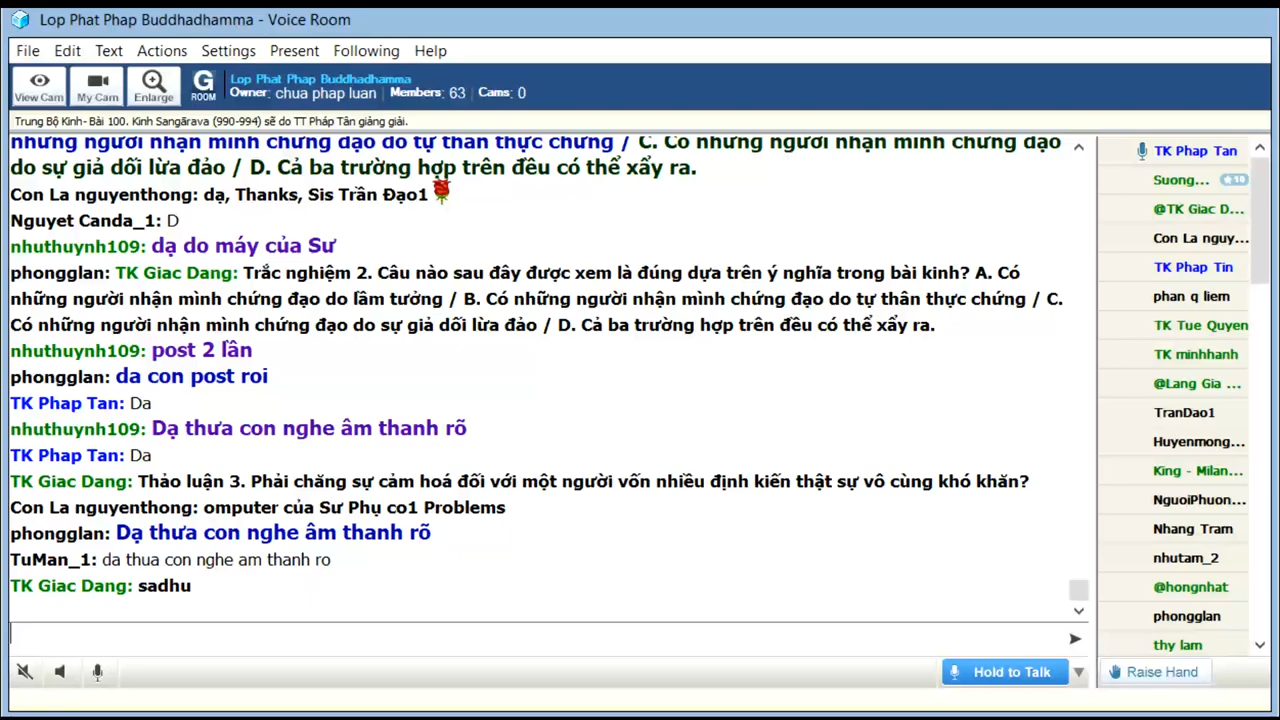 Lop Phat Phap Buddhadhamma - Voice Room
File Edit Text Actions Settings Present Following Help
View Cam My Cam Enlarge G ROOM
Lop Phat Phap Buddhadhamma
Owner: chua phap luan Members: 63 Cams: 0
Trung Bộ Kinh- Bài 100. Kinh Sangārava (990-994) sẽ do TT Pháp Tân giảng giải.
những người nhận mình chứng đạo do tự thân thực chứng / C. Có những người nhận mình chứng đạo
do sự giả dối lừa đảo / D. Cả ba trường hợp trên đều có thể xẩy ra.
Con La nguyenthong: dạ, Thanks, Sis Trần Đạo1
Nguyet Canda_1: D
nhuthuynh109: dạ do máy của Sư
phongglan: TK Giac Dang: Trắc nghiệm 2. Câu nào sau đây được xem là đúng dựa trên ý nghĩa trong bài kinh? A. Có
những người nhận mình chứng đạo do lầm tưởng / B. Có những người nhận mình chứng đạo do tự thân thực chứng / C.
Có những người nhận mình chứng đạo do sự giả dối lừa đảo / D. Cả ba trường hợp trên đều có thể xẩy ra.
nhuthuynh109: post 2 lần
phongglan: da con post roi
TK Phap Tan: Da
nhuthuynh109: Dạ thưa con nghe âm thanh rõ
TK Phap Tan: Da
TK Giac Dang: Thảo luận 3. Phải chăng sự cảm hoá đối với một người vốn nhiều định kiến thật sự vô cùng khó khăn?
Con La nguyenthong: omputer của Sư Phụ co1 Problems
phongglan: Dạ thưa con nghe âm thanh rõ
TuMan_1: da thua con nghe am thanh ro
TK Giac Dang: sadhu
Hold to Talk
TK Phap Tan
Suong... +10
@TK Giac D...
Con La nguy...
TK Phap Tin
phan q liem
TK Tue Quyen
TK minhhanh
@Lang Gia ...
TranDao1
Huyenmong...
King - Milan...
NguoiPhuon...
Nhang Tram
nhutam_2
@hongnhat
phongglan
thy lam
Raise Hand